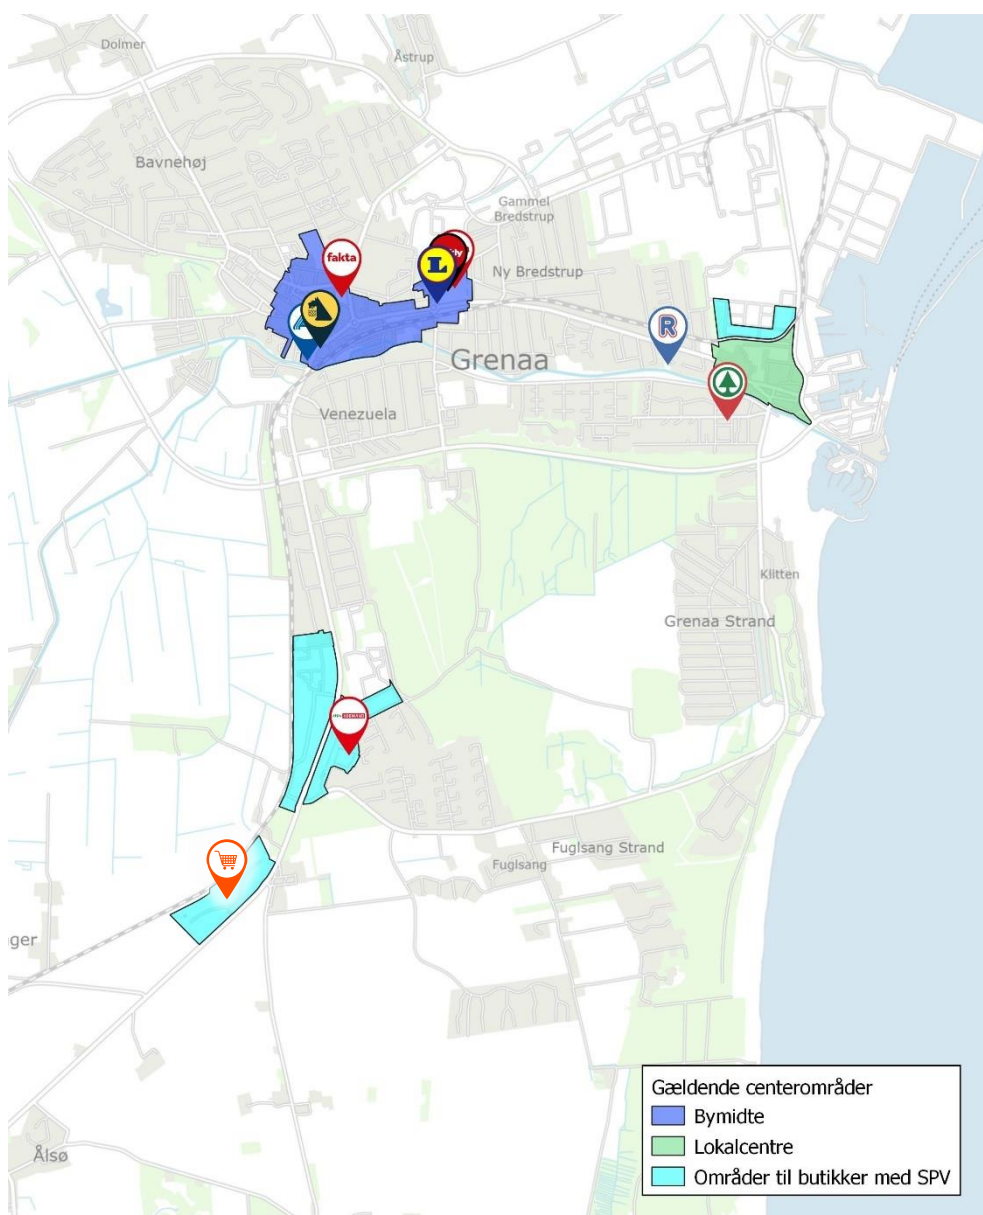 Dolmer
Åstrup
Bavnehøj
Gammel
Bredstrup
fakta
L
Ny Bredstrup
R
Grenaa
Venezuela
Klitten
Grenaa Strand
Fuglsang Strand
Fuglsang
ger
Ålsø
Gældende centerområder
Bymidte
Lokalcentre
Områder til butikker med SPV